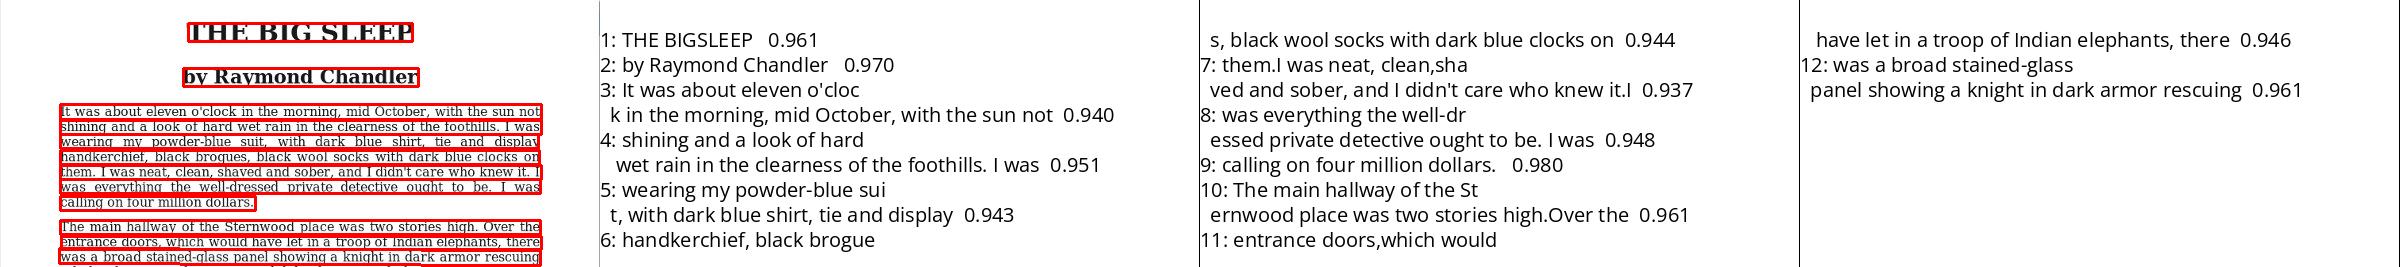 THE BIG SLEEP
by Raymond Chandler
It was about eleven o'clock in the morning, mid October, with the sun not
shining and a look of hard wet rain in the clearness of the foothills. I was
wearing my powder-blue suit, with dark blue shirt, tie and display
handkerchief, black brogues, black wool socks with dark blue clocks on
them. I was neat, clean, shaved and sober, and I didn't care who knew it. I
was everything the well-dressed private detective ought to be. I was
calling on four million dollars.
The main hallway of the Sternwood place was two stories high. Over the
entrance doors, which would have let in a troop of Indian elephants, there
was a broad stained-glass panel showing a knight in dark armor rescuing
1: THE BIGSLEEP 0.961
2: by Raymond Chandler 0.970
3: It was about eleven o'cloc
k in the morning, mid October, with the sun not 0.940
4: shining and a look of hard
wet rain in the clearness of the foothills. I was 0.951
5: wearing my powder-blue sui
t, with dark blue shirt, tie and display 0.943
6: handkerchief, black brogue
s, black wool socks with dark blue clocks on 0.944
7: them.I was neat, clean,sha
ved and sober, and I didn't care who knew it.I 0.937
8: was everything the well-dr
essed private detective ought to be. I was 0.948
9: calling on four million dollars. 0.980
10: The main hallway of the St
ernwood place was two stories high.Over the 0.961
11: entrance doors,which would
have let in a troop of Indian elephants, there 0.946
12: was a broad stained-glass
panel showing a knight in dark armor rescuing 0.961